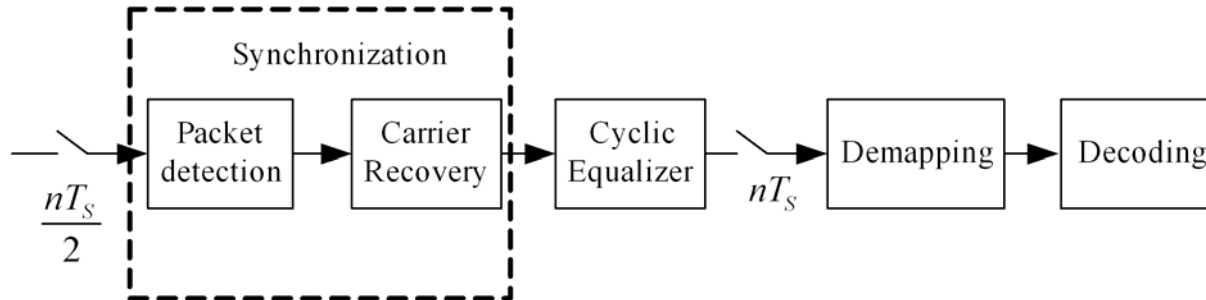 Synchronization
Packet
detection
Carrier
Recovery
Cyclic
Equalizer
Demapping
Decoding
nT_S
2
nT_S